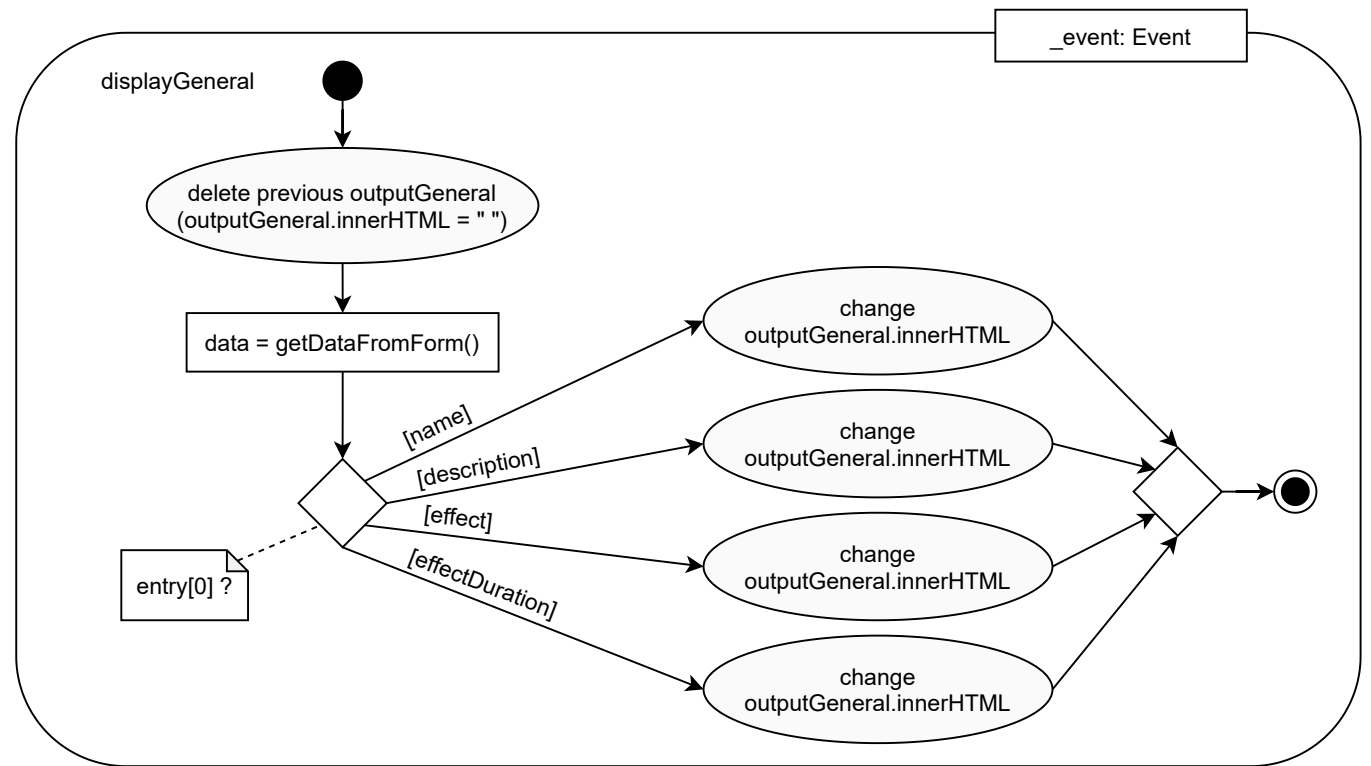 _event: Event
displayGeneral
delete previous outputGeneral
(outputGeneral.innerHTML = " ")
data = getDataFromForm()
change
outputGeneral.innerHTML
[name]
change
outputGeneral.innerHTML
[description]
[effect]
change
outputGeneral.innerHTML
[effectDuration]
entry[0] ?
change
outputGeneral.innerHTML